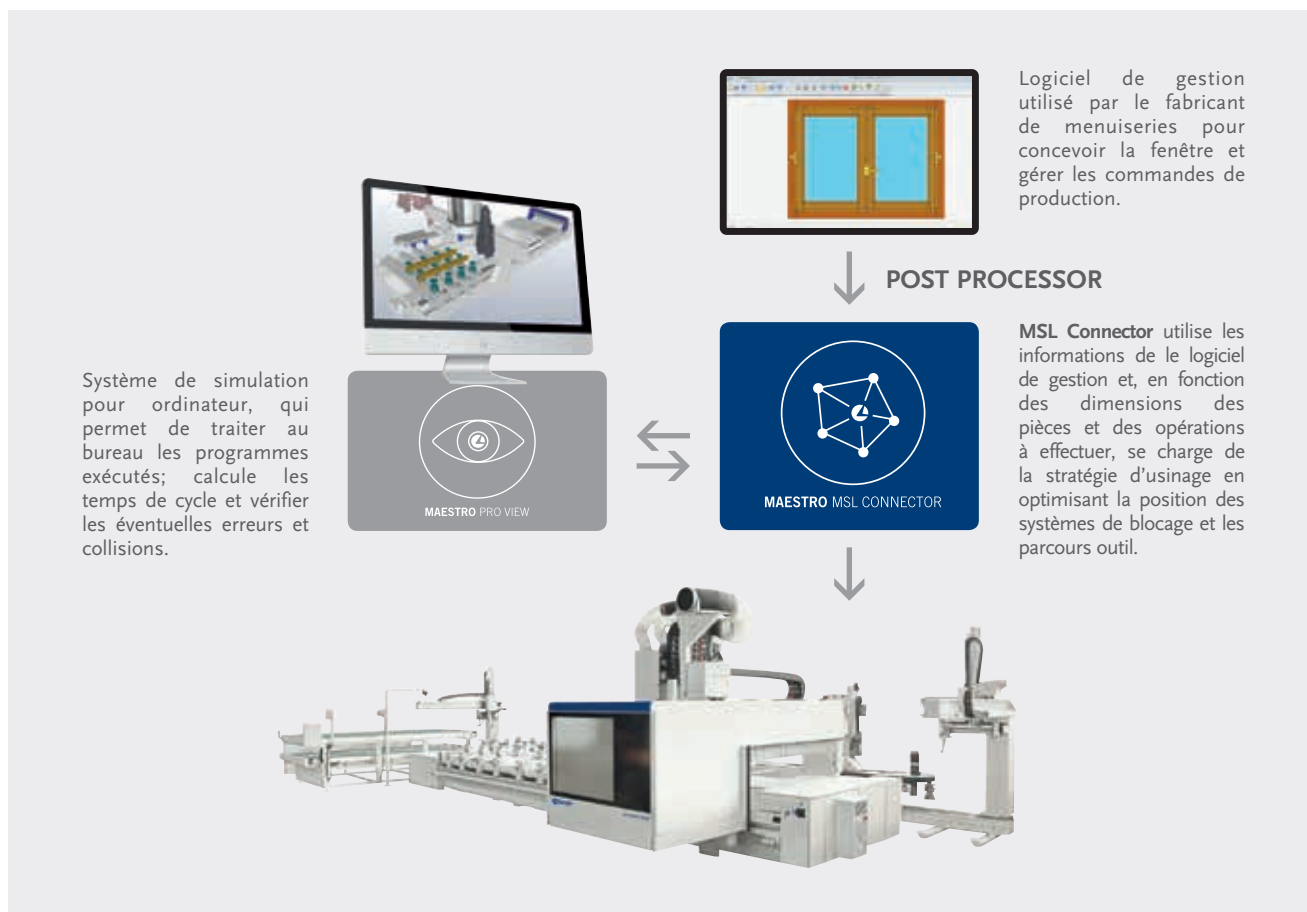 Logiciel de gestion
utilisé par le fabricant
de menuiseries pour
concevoir la fenêtre et
gérer les commandes de
production.
POST PROCESSOR
MSL Connector utilise les
informations de le logiciel
de gestion et, en fonction
des dimensions des
pièces et des opérations
à effectuer, se charge de
la stratégie d'usinage en
optimisant la position des
systèmes de blocage et les
parcours outil.
MAESTRO MSL CONNECTOR
Système de simulation
pour ordinateur, qui
permet de traiter au
bureau les programmes
exécutés; calcule les
temps de cycle et vérifier
les éventuelles erreurs et
collisions.
MAESTRO PRO VIEW